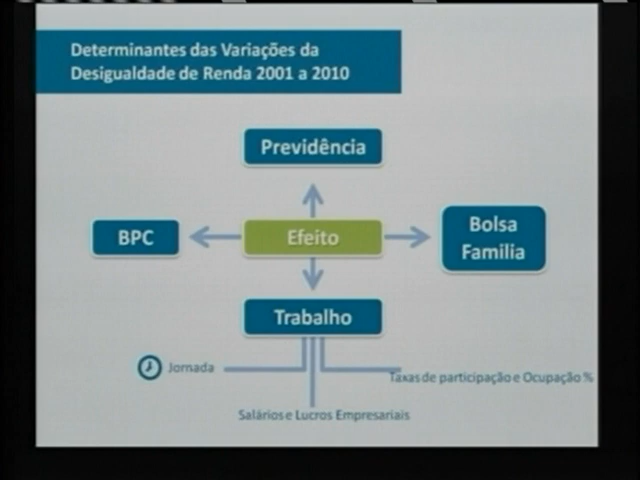 Determinantes das Variações da
Desigualdade de Renda 2001 a 2010
Previdência
BPC
Efeito
Bolsa
Familia
Trabalho
Jornada
Taxas de participação e Ocupação %
Salários e Lucros Empresariais